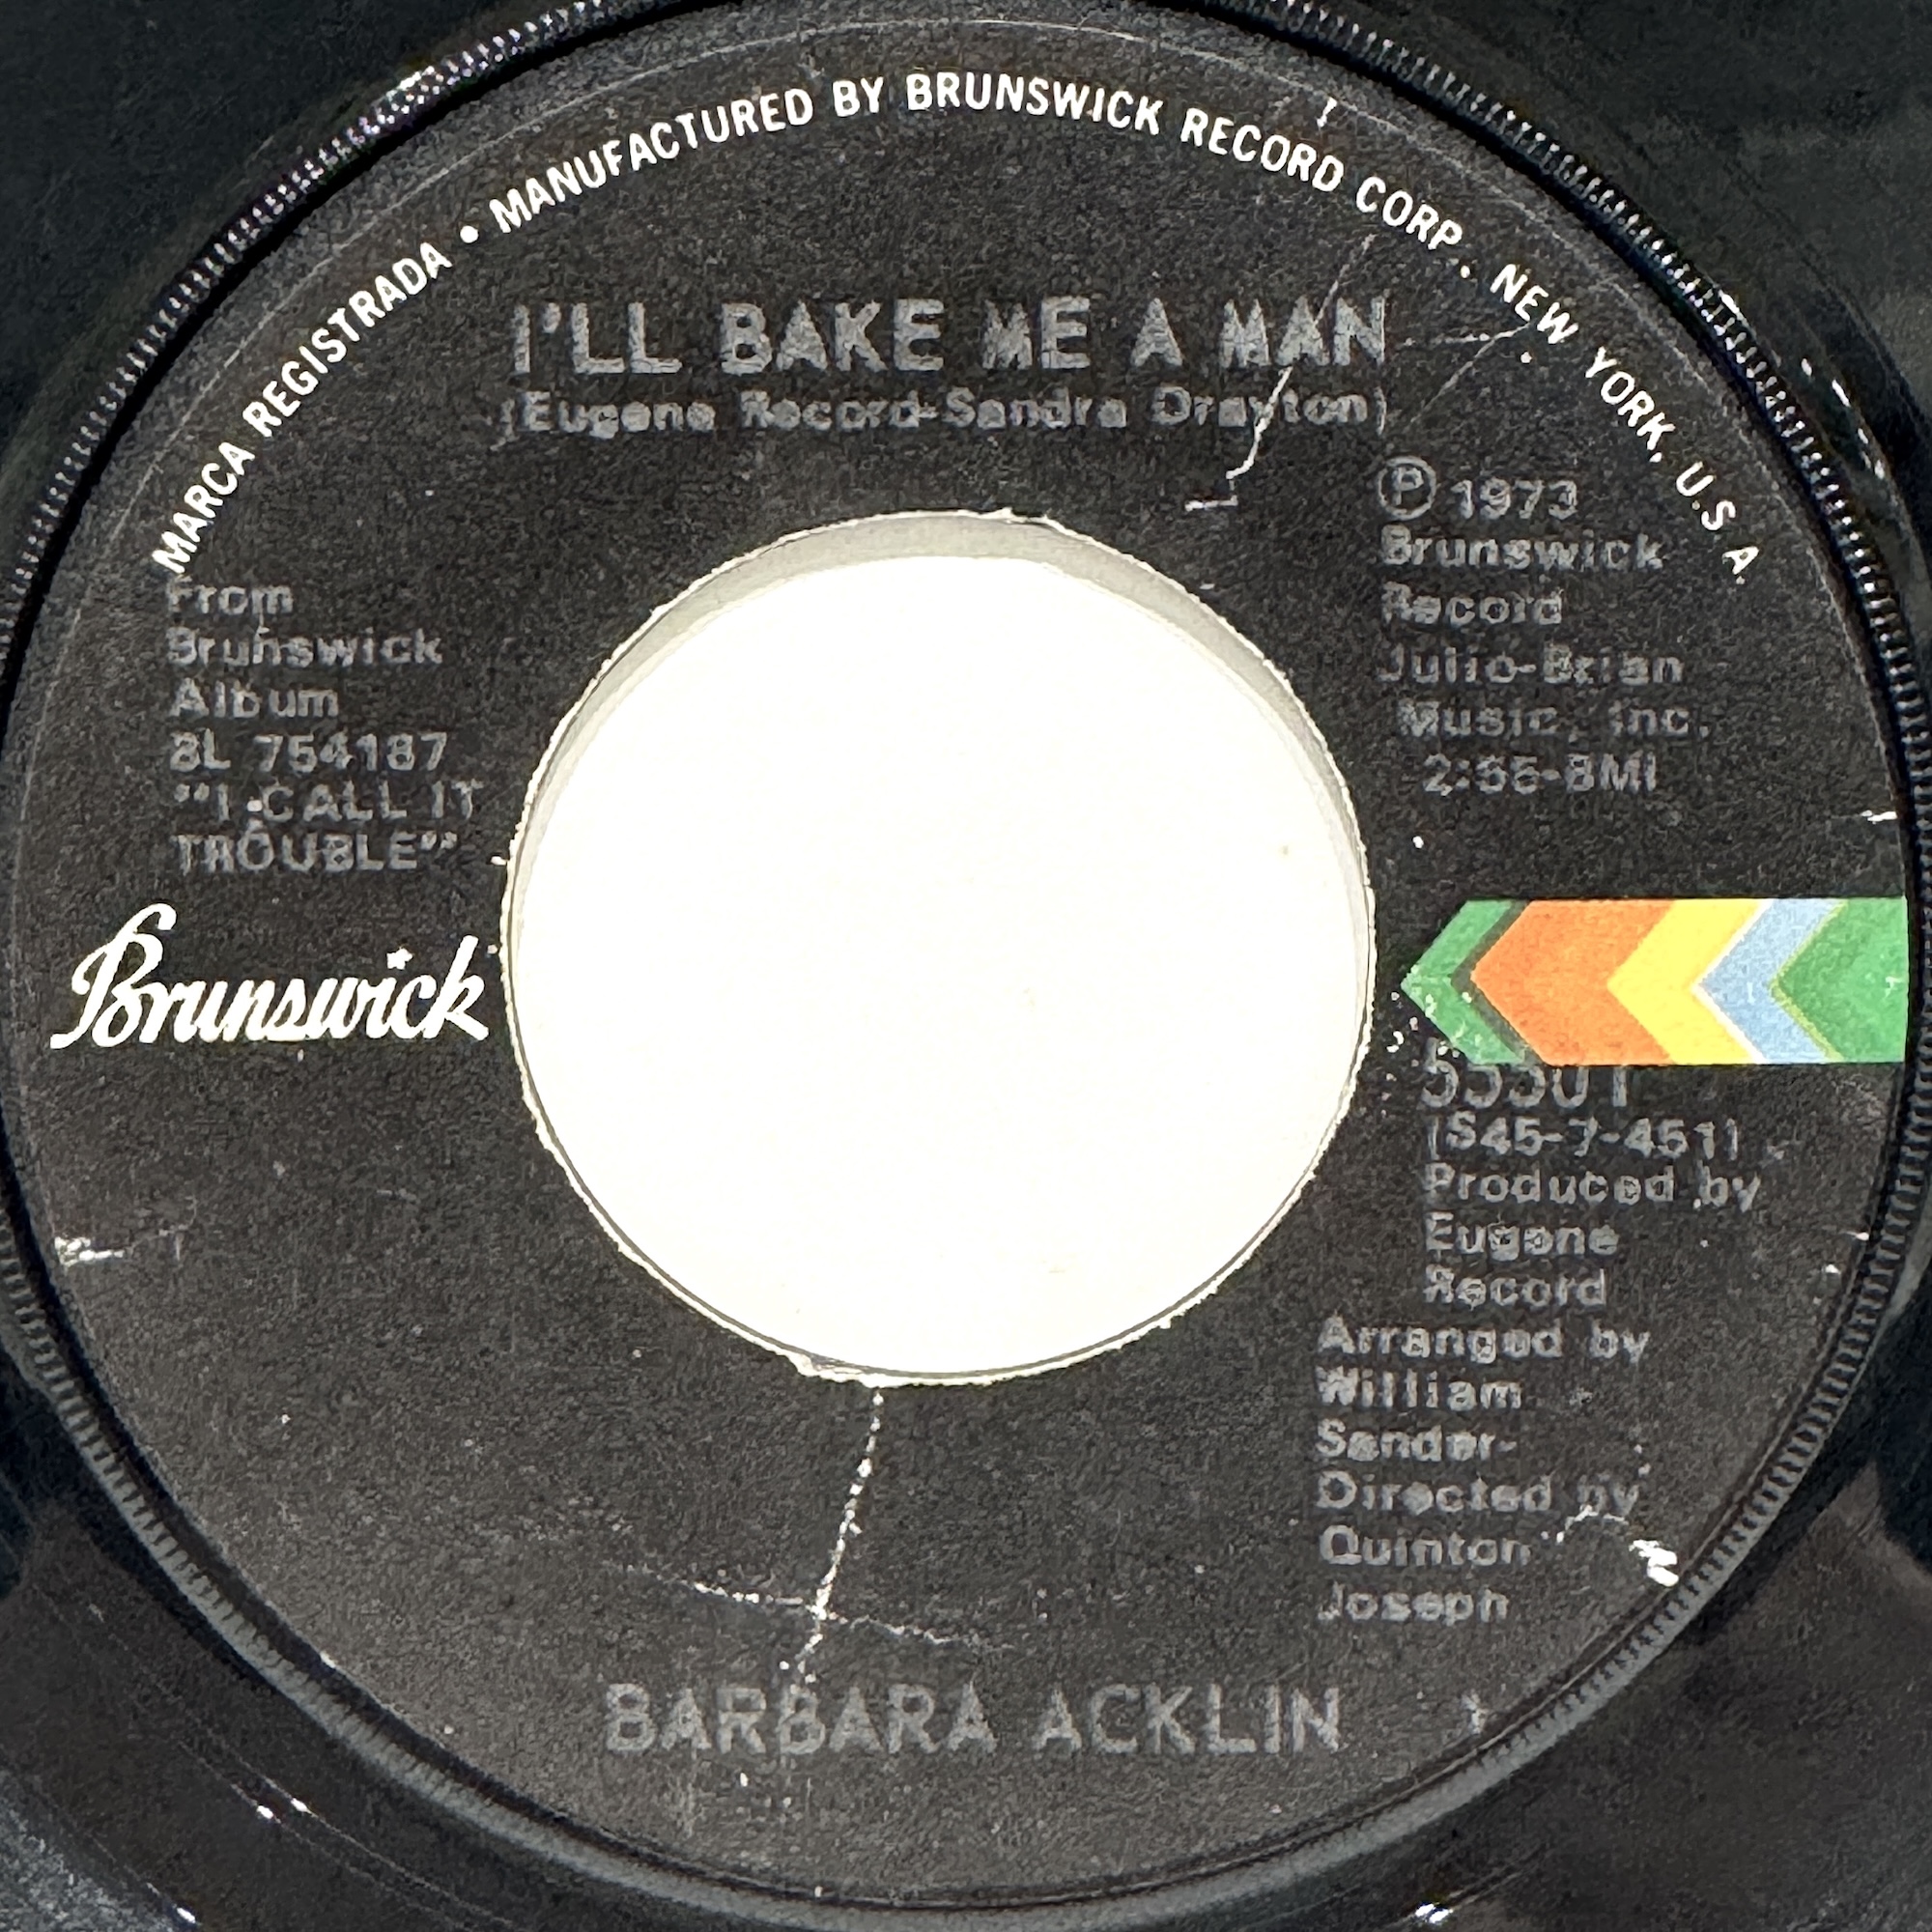 MARCA REGISTRADA • MANUFACTURED BY BRUNSWICK RECORD CORP., NEW YORK, U.S.A.
I'LL BAKE ME A MAN
(Eugene Record-Sandra Drayton)
℗ 1973
Brunswick
Record
Julio-Brian
Music, Inc.
2:55-BMI
From
Brunswick
Album
BL 754187
"I CALL IT
TROUBLE"
Brunswick
55501
(S45-7-4511)
Produced by
Eugene
Record
Arranged by
William
Sander-
Directed by
Quinton
Joseph
BARBARA ACKLIN